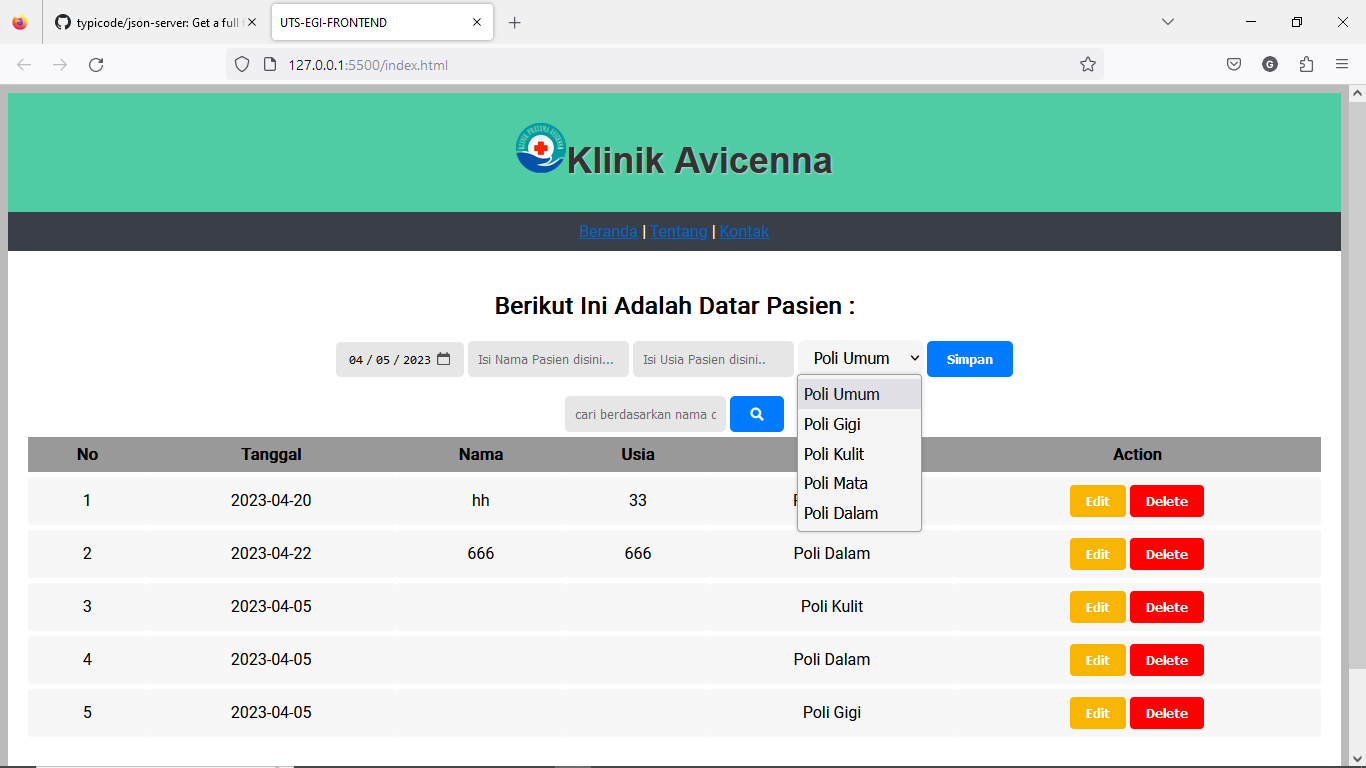 typicode/json-server: Get a full f
UTS-EGI-FRONTEND
127.0.0.1:5500/index.html
G
KLINIK PRATAMA AVICENNA
Klinik Avicenna
Beranda | Tentang | Kontak
Berikut Ini Adalah Datar Pasien :
04 / 05 / 2023 Isi Nama Pasien disini... Isi Usia Pasien disini.. Poli Umum Simpan
Poli Umum
Poli Gigi
Poli Kulit
Poli Mata
Poli Dalam
cari berdasarkan nama
No Tanggal Nama Usia Action
1 2023-04-20 hh 33 Edit Delete
2 2023-04-22 666 666 Poli Dalam Edit Delete
3 2023-04-05 Poli Kulit Edit Delete
4 2023-04-05 Poli Dalam Edit Delete
5 2023-04-05 Poli Gigi Edit Delete